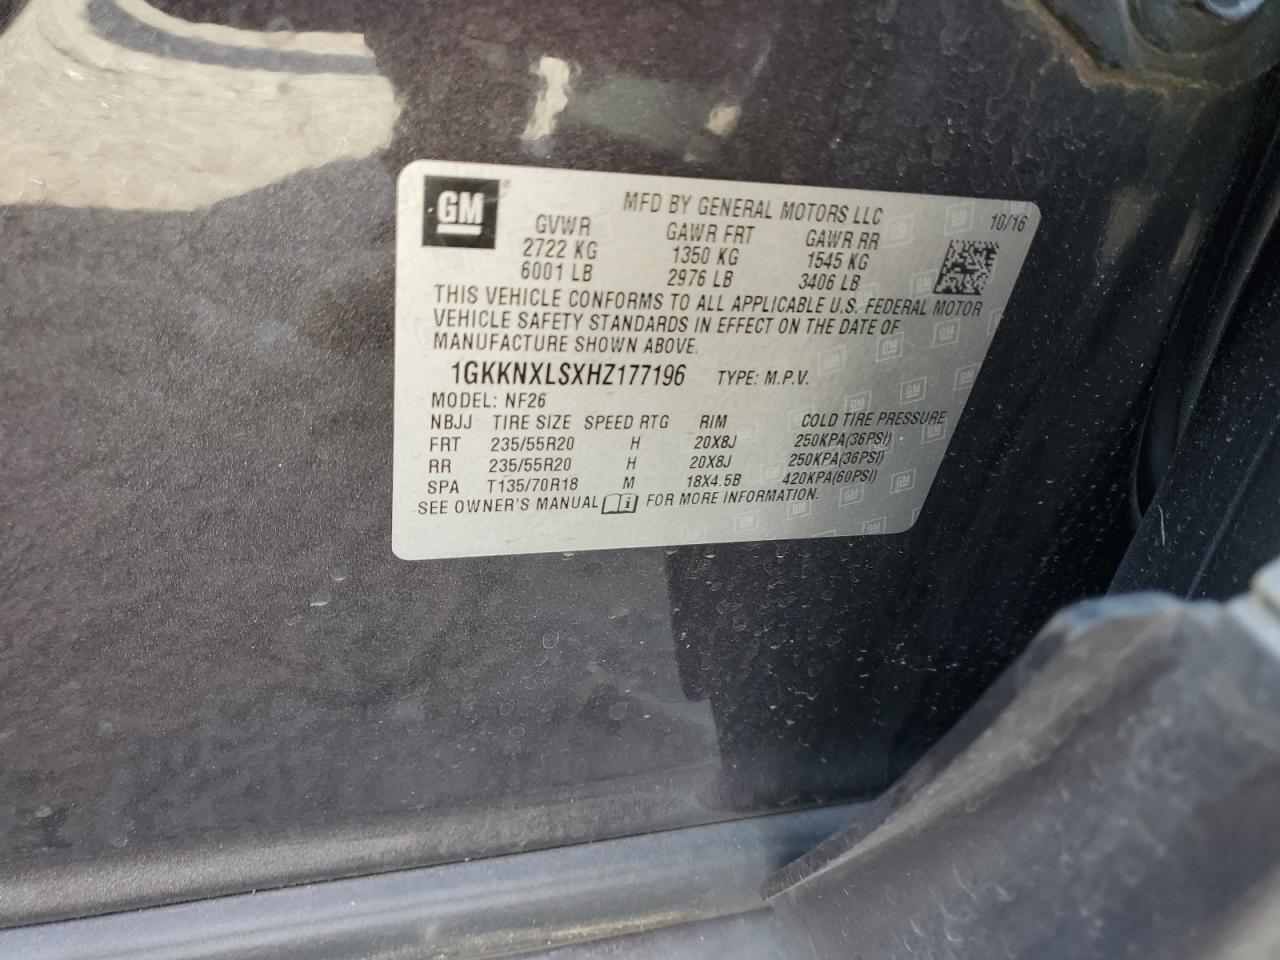 GM
MFD BY GENERAL MOTORS LLC
10/16
GVWR GAWR FRT GAWR RR
2722 KG 1350 KG 1545 KG
6001 LB 2976 LB 3406 LB
THIS VEHICLE CONFORMS TO ALL APPLICABLE U.S. FEDERAL MOTOR
VEHICLE SAFETY STANDARDS IN EFFECT ON THE DATE OF
MANUFACTURE SHOWN ABOVE.
1GKKNXLSXHZ177196 TYPE: M.P.V.
MODEL: NF26
NBJJ TIRE SIZE SPEED RTG RIM COLD TIRE PRESSURE
FRT 235/55R20 H 20X8J 250KPA(36PSI)
RR 235/55R20 H 20X8J 250KPA(36PSI)
SPA T135/70R18 M 18X4.5B 420KPA(60PSI)
SEE OWNER'S MANUAL i FOR MORE INFORMATION.